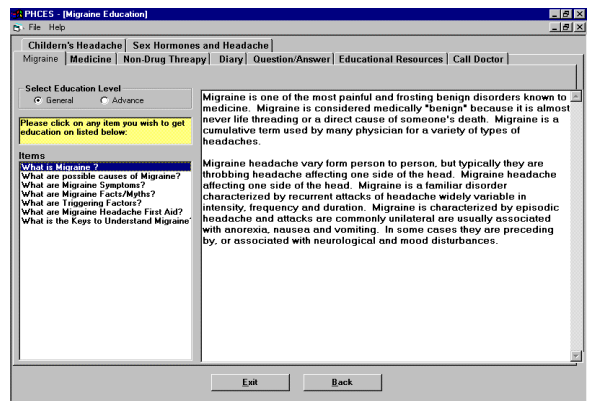 PHCES - [Migraine Education]
File Help
Childern's Headache Sex Hormones and Headache
Migraine Medicine Non-Drug Threapy Diary Question/Answer Educational Resources Call Doctor
Select Education Level
General Advance
Please click on any item you wish to get
education on listed below:
Items
What is Migraine ?
What are possible causes of Migraine?
What are Migraine Symptoms?
What are Migraine Facts/Myths?
What are Triggering Factors?
What are Migraine Headache First Aid?
What is the Keys to Understand Migraine?
Migraine is one of the most painful and frosting benign disorders known to
medicine. Migraine is considered medically "benign" because it is almost
never life threading or a direct cause of someone's death. Migraine is a
cumulative term used by many physician for a variety of types of
headaches.
Migraine headache vary form person to person, but typically they are
throbbing headache affecting one side of the head. Migraine headache
affecting one side of the head. Migraine is a familiar disorder
characterized by recurrent attacks of headache widely variable in
intensity, frequency and duration. Migraine is characterized by episodic
headache and attacks are commonly unilateral are usually associated
with anorexia, nausea and vomiting. In some cases they are preceding
by, or associated with neurological and mood disturbances.
Exit Back